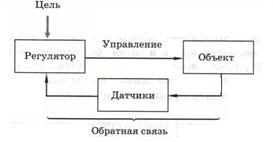 Цель
Управление
Регулятор
Объект
Датчики
Обратная связь